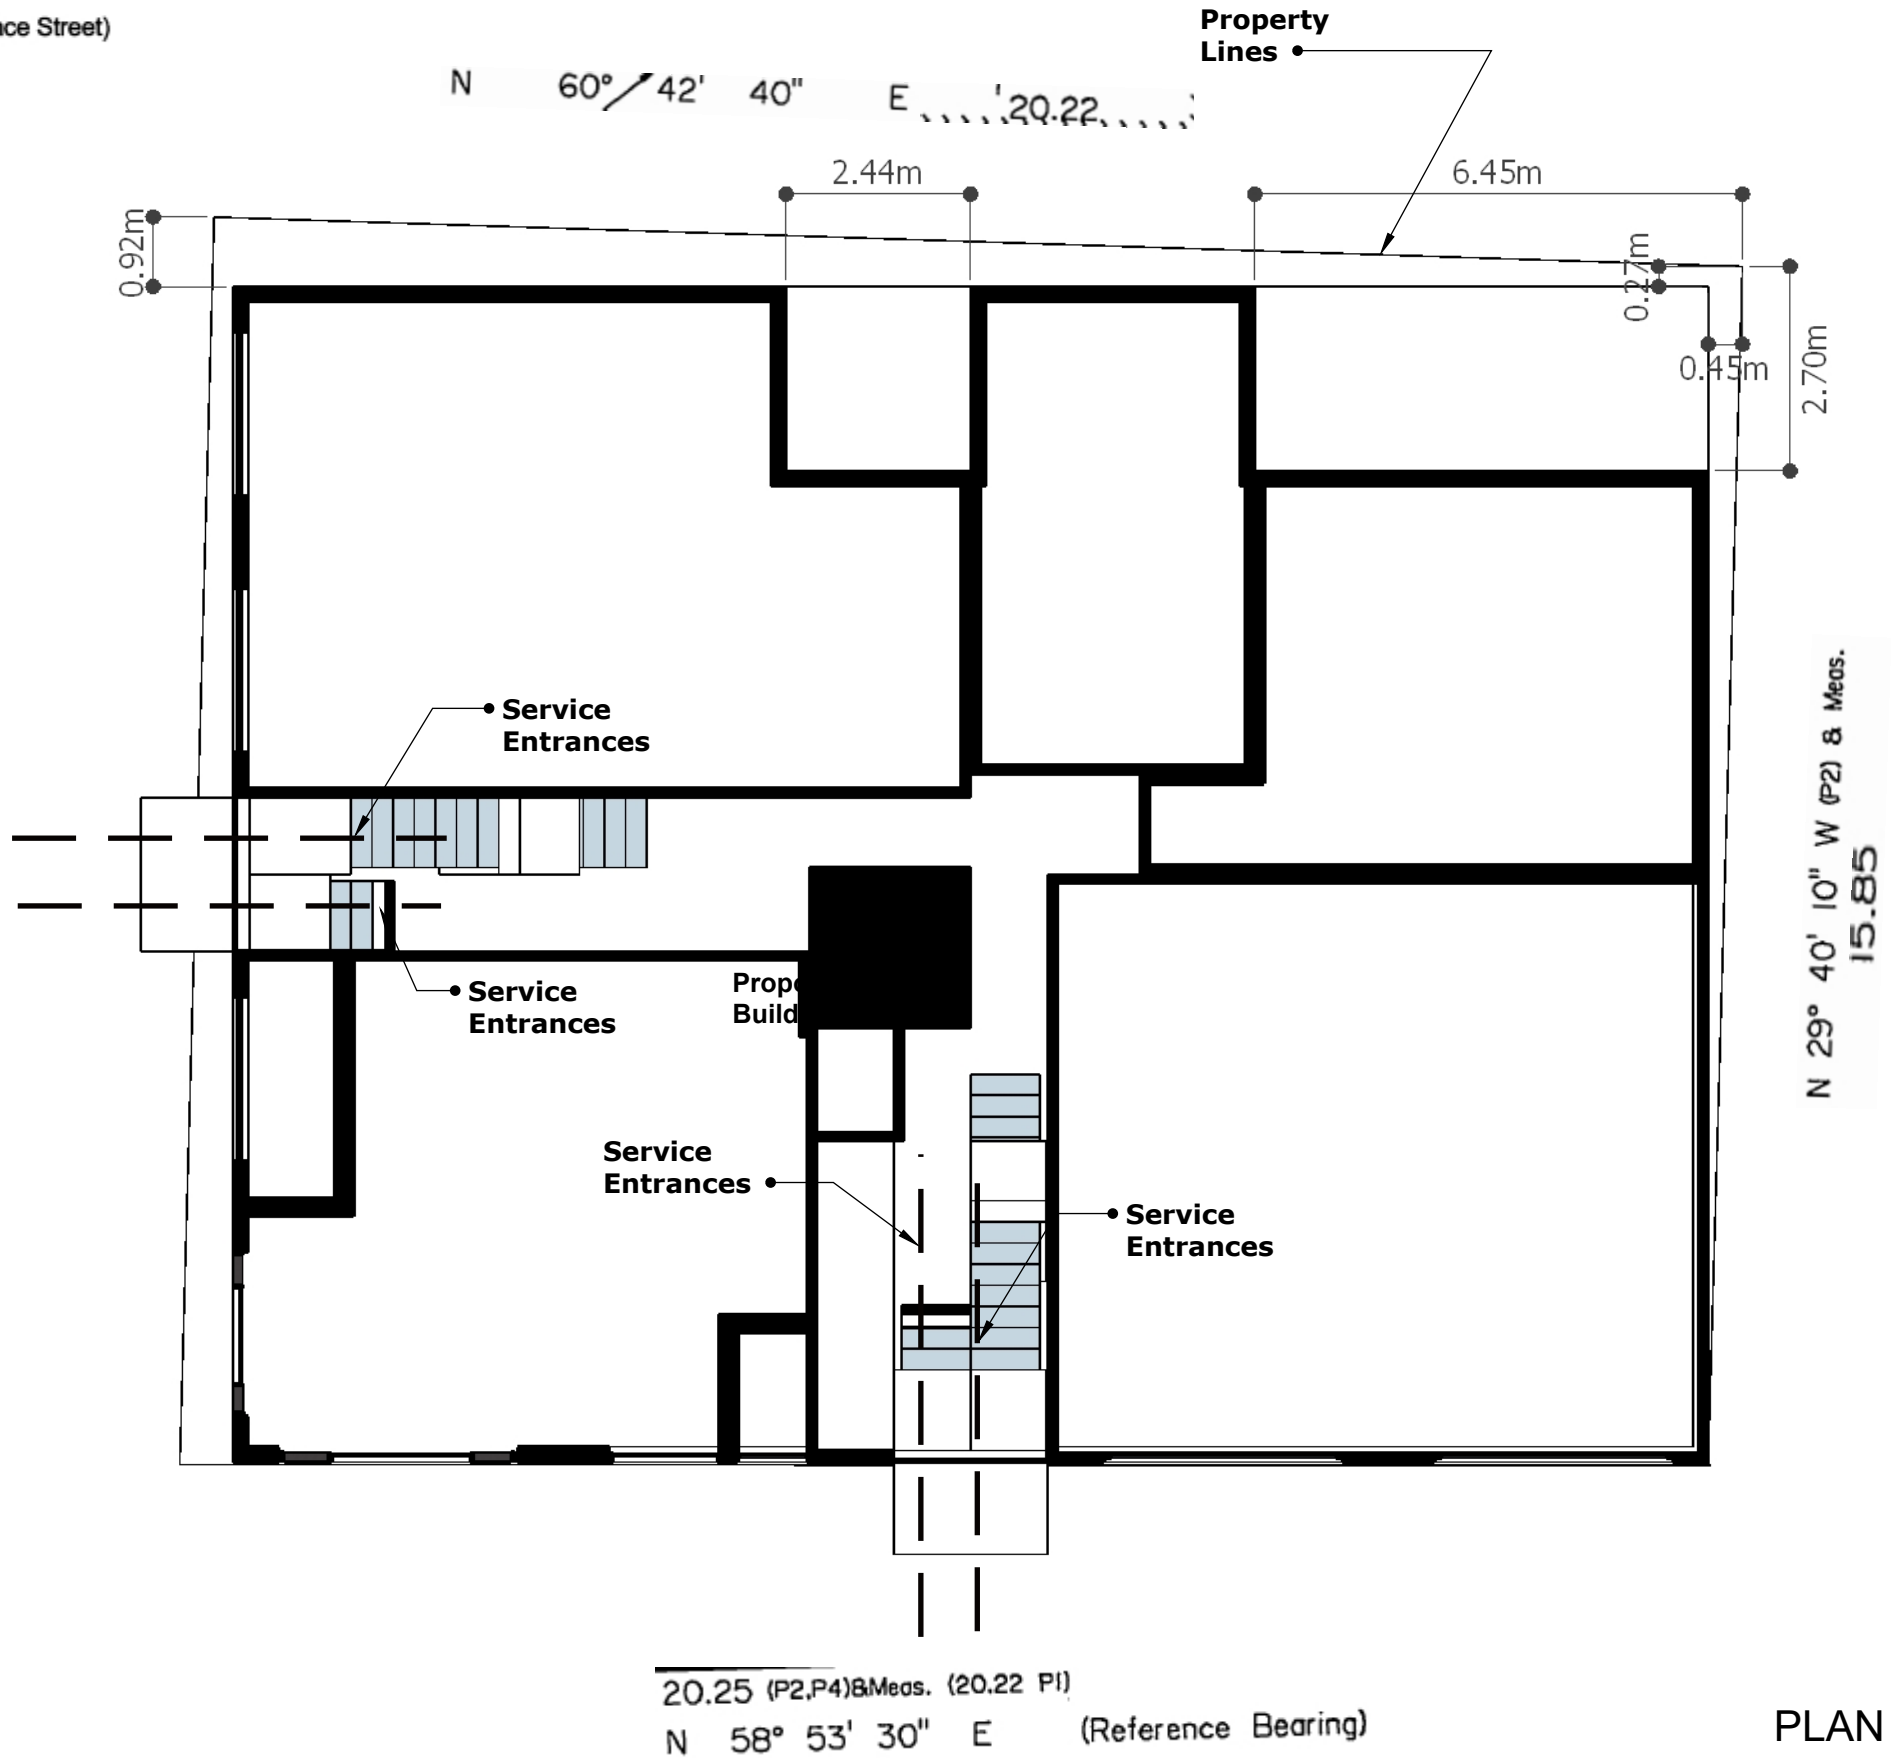 Street)
Property
Lines
N 60° 42' 40" E 20.22
2.44m
6.45m
0.92m
0.27m
0.45m
2.70m
Service
Entrances
Service
Entrances
Service
Entrances
Service
Entrances
N 29° 40' 10" W (P2) & Meas.
15.85
20.25 (P2,P4)&Meas. (20.22 P1)
N 58° 53' 30" E (Reference Bearing)
PLAN